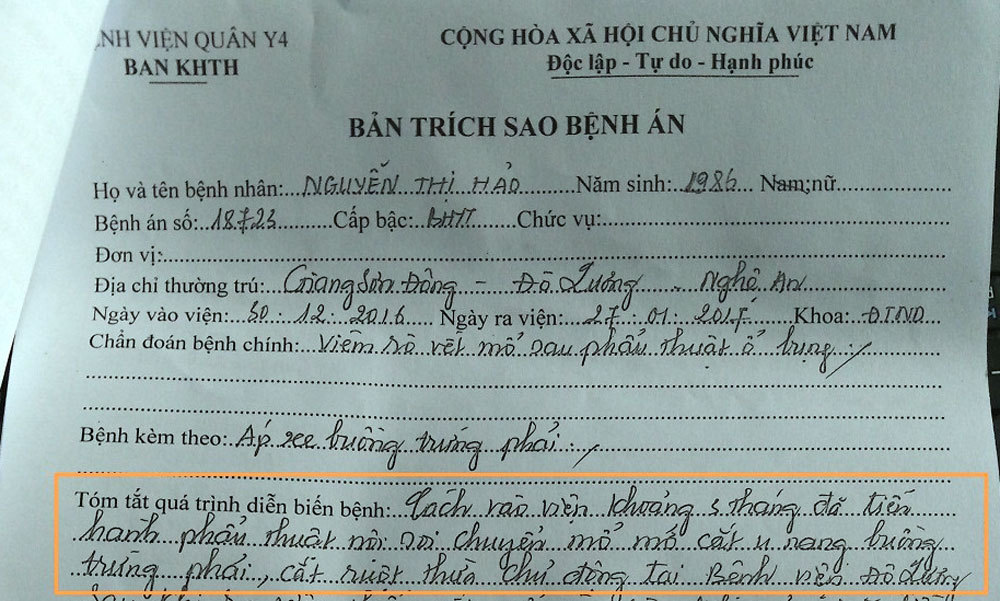 ỆNH VIỆN QUÂN Y4
BAN KHTH
CỘNG HÒA XÃ HỘI CHỦ NGHĨA VIỆT NAM
Độc lập - Tự do - Hạnh phúc
BẢN TRÍCH SAO BỆNH ÁN
Họ và tên bệnh nhân: NGUYỄN THỊ HẢO Năm sinh: 1986 Nam;nữ
Bệnh án số: 18723 Cấp bậc: BHTT Chức vụ:
Đơn vị:
Địa chỉ thường trú: Giang Sơn Đông - Đô Lương - Nghệ An
Ngày vào viện: 30 . 12 . 2016 Ngày ra viện: 27 . 01 . 2017 Khoa: ĐTND
Chẩn đoán bệnh chính: Viêm rò vết mổ sau phẫu thuật ổ bụng /
Bệnh kèm theo: Áp xe buồng trứng phải /
Tóm tắt quá trình diễn biến bệnh: Cách vào viện khoảng tháng đã tiến
hành phẫu thuật nội soi chuyển mổ mở cắt u nang buồng
trứng phải, cắt ruột thừa chủ động tại Bệnh viện Đô Lương